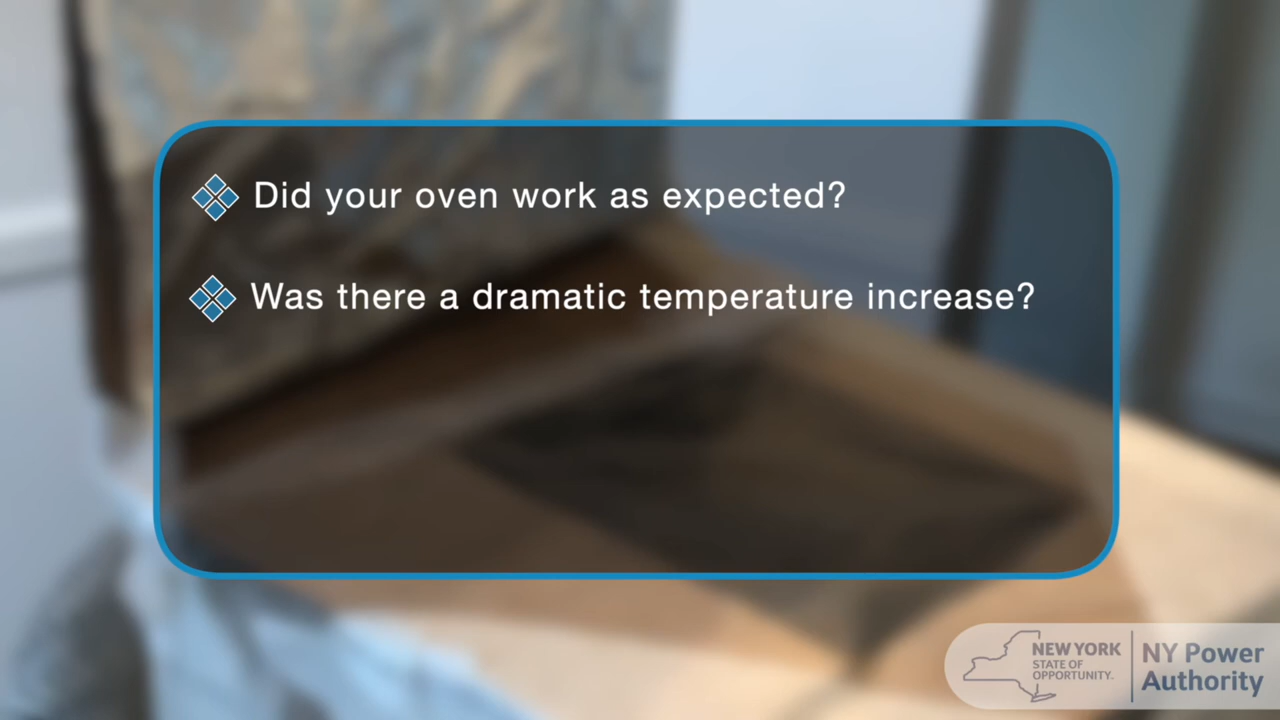 Did your oven work as expected?
Was there a dramatic temperature increase?
NEW YORK
STATE OF
OPPORTUNITY.
NY Power
Authority